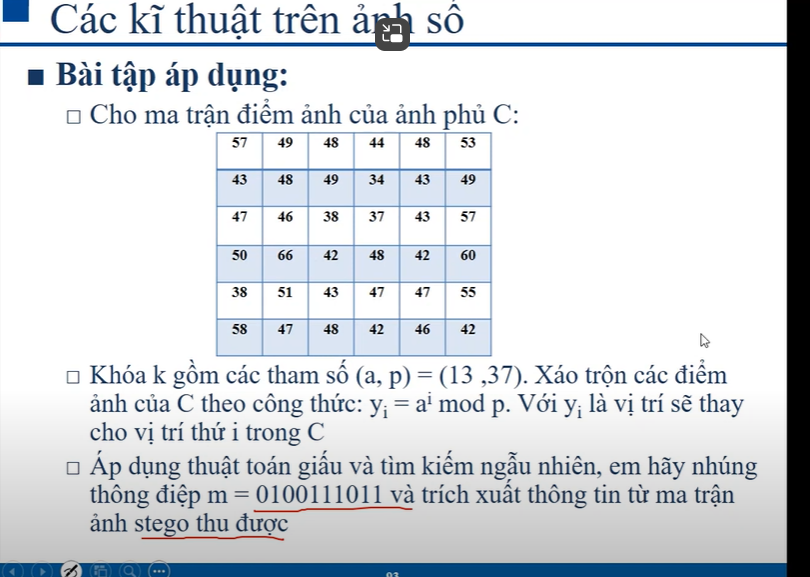 Các kĩ thuật trên ảnh số
Bài tập áp dụng:
Cho ma trận điểm ảnh của ảnh phủ C:
57 49 48 44 48 53
43 48 49 34 43 49
47 46 38 37 43 57
50 66 42 48 42 60
38 51 43 47 47 55
58 47 48 42 46 42
Khóa k gồm các tham số (a, p) = (13 ,37). Xáo trộn các điểm
ảnh của C theo công thức: yᵢ = aⁱ mod p. Với yᵢ là vị trí sẽ thay
cho vị trí thứ i trong C
Áp dụng thuật toán giấu và tìm kiếm ngẫu nhiên, em hãy nhúng
thông điệp m = 0100111011 và trích xuất thông tin từ ma trận
ảnh stego thu được
93